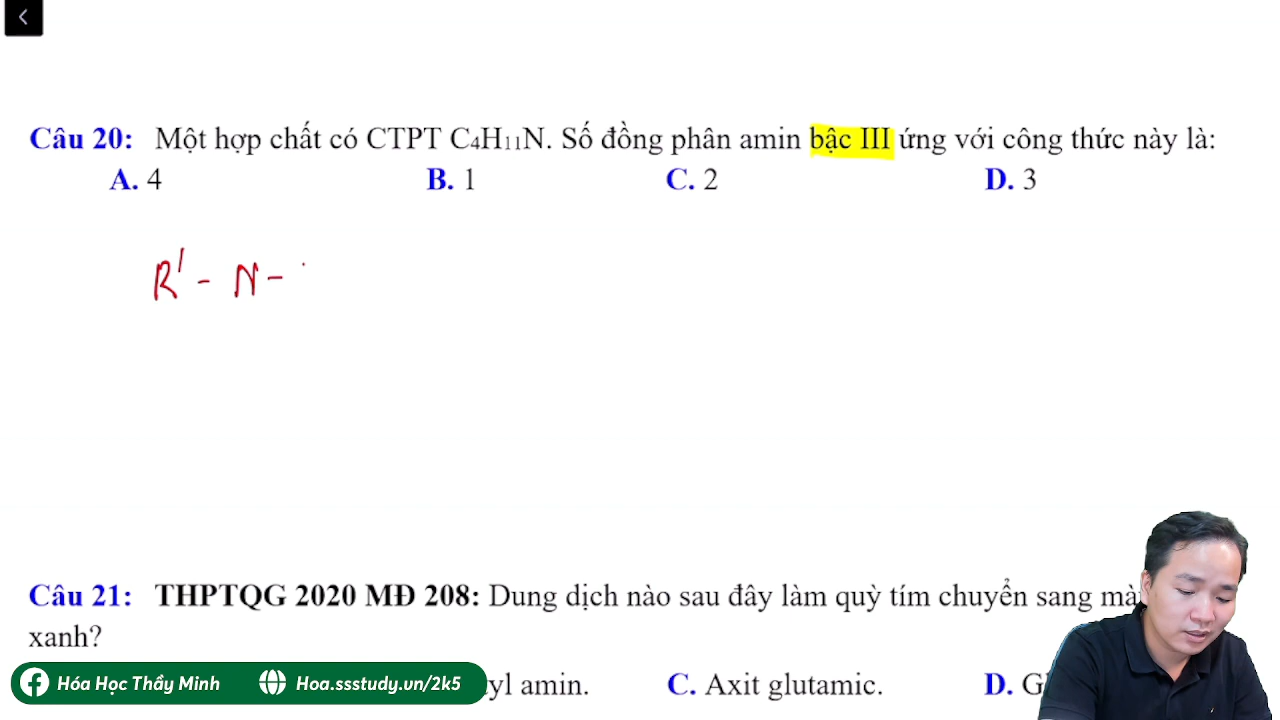 Câu 20: Một hợp chất có CTPT C₄H₁₁N. Số đồng phân amin bậc III ứng với công thức này là:
A. 4 B. 1 C. 2 D. 3
R' - N -
Câu 21: THPTQG 2020 MĐ 208: Dung dịch nào sau đây làm quỳ tím chuyển sang
xanh?
yl amin. C. Axit glutamic. D.
Hóa Học Thầy Minh Hoa.ssstudy.vn/2k5